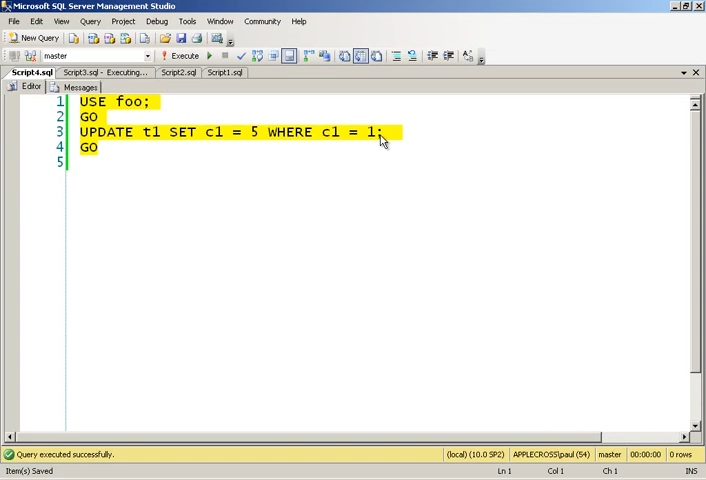 Microsoft SQL Server Management Studio
File Edit View Query Project Debug Tools Window Community Help
New Query
master Execute
Script4.sql Script3.sql - Executing... Script2.sql Script1.sql
Editor Messages
1 USE foo;
2 GO
3 UPDATE t1 SET c1 = 5 WHERE c1 = 1;
4 GO
5
Query executed successfully. (local) (10.0 SP2) APPLECROSS\paul (54) master 00:00:00 0 rows
Item(s) Saved Ln 1 Col 1 Ch 1 INS